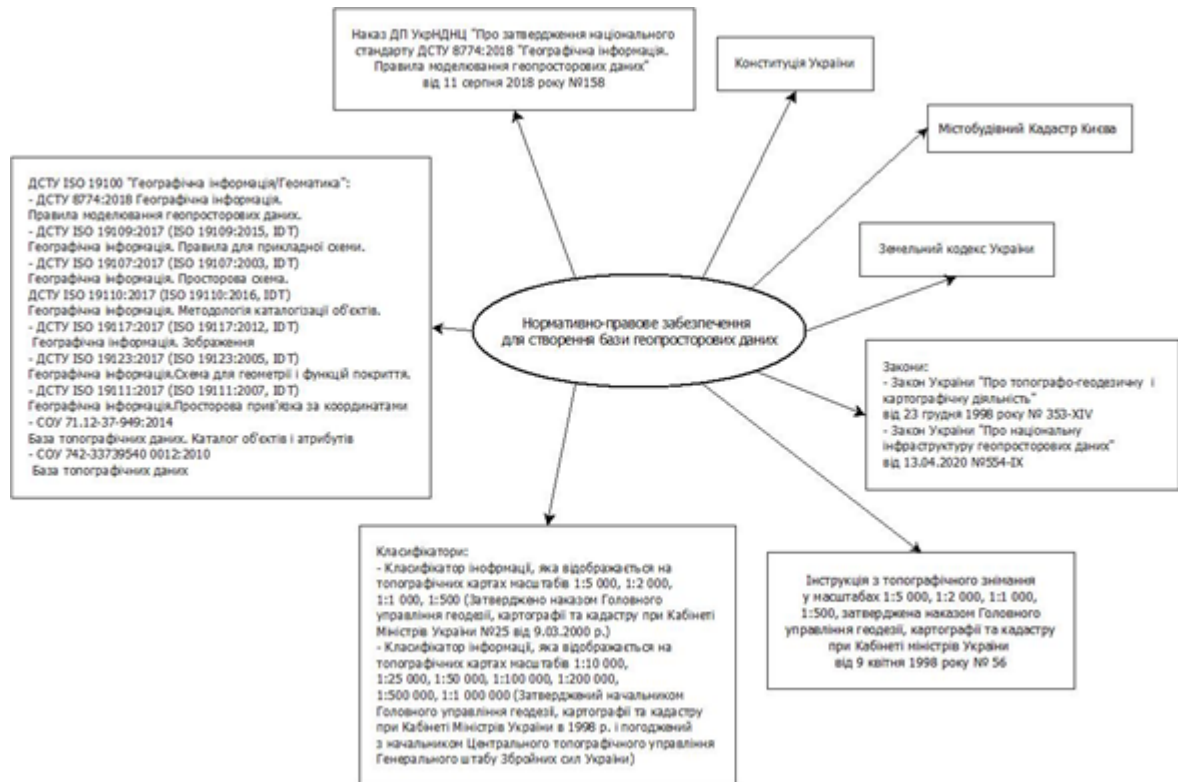 Наказ ДП УкрНДНЦ "Про затвердження національного
стандарту ДСТУ 8774:2018 "Географічна інформація.
Правила моделювання геопросторових даних"
від 11 серпня 2018 року №158
Конституція України
Містобудівний Кадастр Києва
ДСТУ ISO 19100 "Географічна інформація/Геоматика":
- ДСТУ 8774:2018 Географічна інформація.
Правила моделювання геопросторових даних.
- ДСТУ ISO 19109:2017 (ISO 19109:2015, IDT)
Географічна інформація. Правила для прикладної схеми.
- ДСТУ ISO 19107:2017 (ISO 19107:2003, IDT)
Географічна інформація. Просторова схема.
ДСТУ ISO 19110:2017 (ISO 19110:2016, IDT)
Географічна інформація. Методологія каталогізації об'єктів.
- ДСТУ ISO 19117:2017 (ISO 19117:2012, IDT)
Географічна інформація. Зображення
- ДСТУ ISO 19123:2017 (ISO 19123:2005, IDT)
Географічна інформація.Схема для геометрії і функцій покриття.
- ДСТУ ISO 19111:2017 (ISO 19111:2007, IDT)
Географічна інформація.Просторова прив'язка за координатами
- СОУ 71.12-37-949:2014
База топографічних даних. Каталог об'єктів і атрибутів
- СОУ 742-33739540 0012:2010
База топографічних даних
Земельний кодекс України
Нормативно-правове забезпечення
для створення бази геопросторових даних
Закони:
- Закон України "Про топографо-геодезичну і
картографічну діяльність"
від 23 грудня 1998 року № 353-XIV
- Закон України "Про національну
інфраструктуру геопросторових даних"
від 13.04.2020 №554-IX
Класифікатори:
- Класифікатор інофрмації, яка відображається на
топографічних картах масштабів 1:5 000, 1:2 000,
1:1 000, 1:500 (Затверджено наказом Головного
управління геодезії, картографії та кадастру при Кабінеті
Міністрів України №25 від 9.03.2000 р.)
- Класифікатор інформації, яка відображається на
топографічних картах масштабів 1:10 000,
1:25 000, 1:50 000, 1:100 000, 1:200 000,
1:500 000, 1:1 000 000 (Затверджений начальником
Головного управління геодезії, картографії та кадастру
при Кабінеті Міністрів України в 1998 р. і погоджений
з начальником Центрального топографічного управління
Генерального штабу Збройних сил України)
Інструкція з топографічного знімання
у масштабах 1:5 000, 1:2 000, 1:1 000,
1:500, затверджена наказом Головного
управління геодезії, картографії та кадастру
при Кабінеті міністрів України
від 9 квітня 1998 року № 56